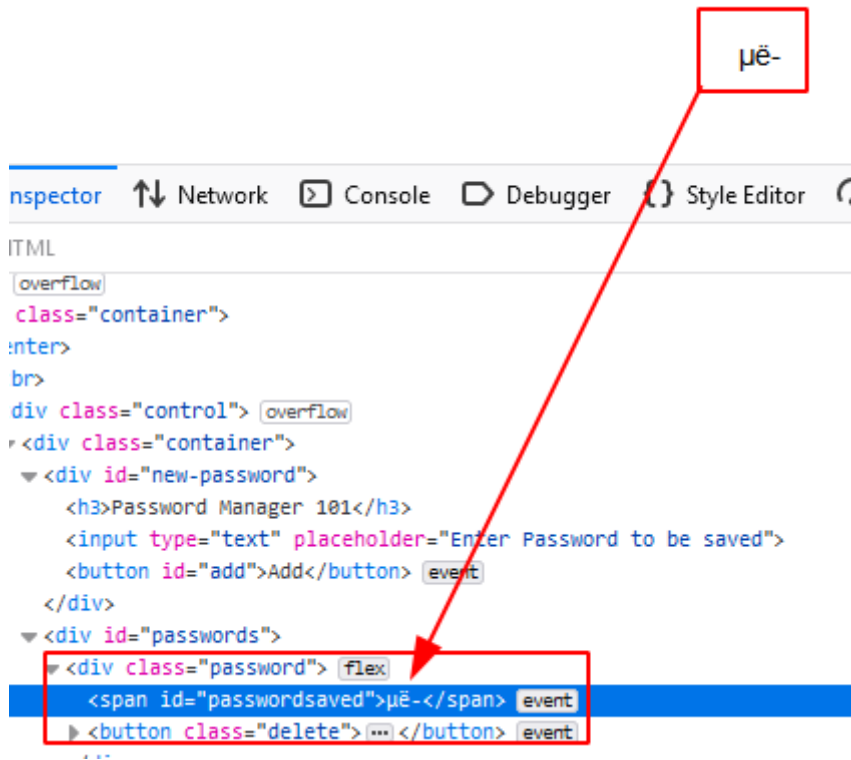 µë-
nspector Network Console Debugger {} Style Editor
HTML
overflow
class="container">
enter>
br>
div class="control"> overflow
<div class="container">
<div id="new-password">
<h3>Password Manager 101</h3>
<input type="text" placeholder="Enter Password to be saved">
<button id="add">Add</button> event
</div>
<div id="passwords">
<div class="password"> flex
<span id="passwordsaved">µë-</span> event
<button class="delete">⋯</button> event